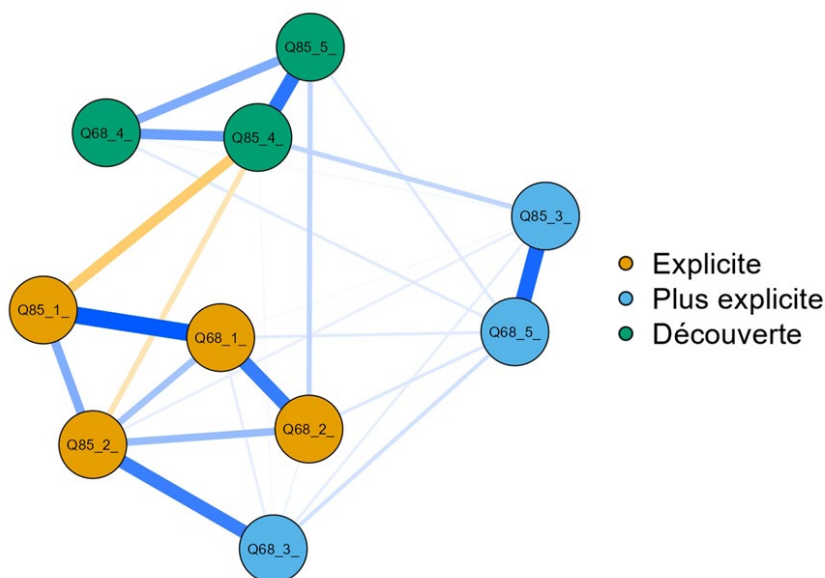 Q85_5_
Q68_4_
Q85_4_
Q85_3_
Q85_1_
Q68_1_
Q68_5_
Q85_2_
Q68_2_
Q68_3_
Explicite
Plus explicite
Découverte